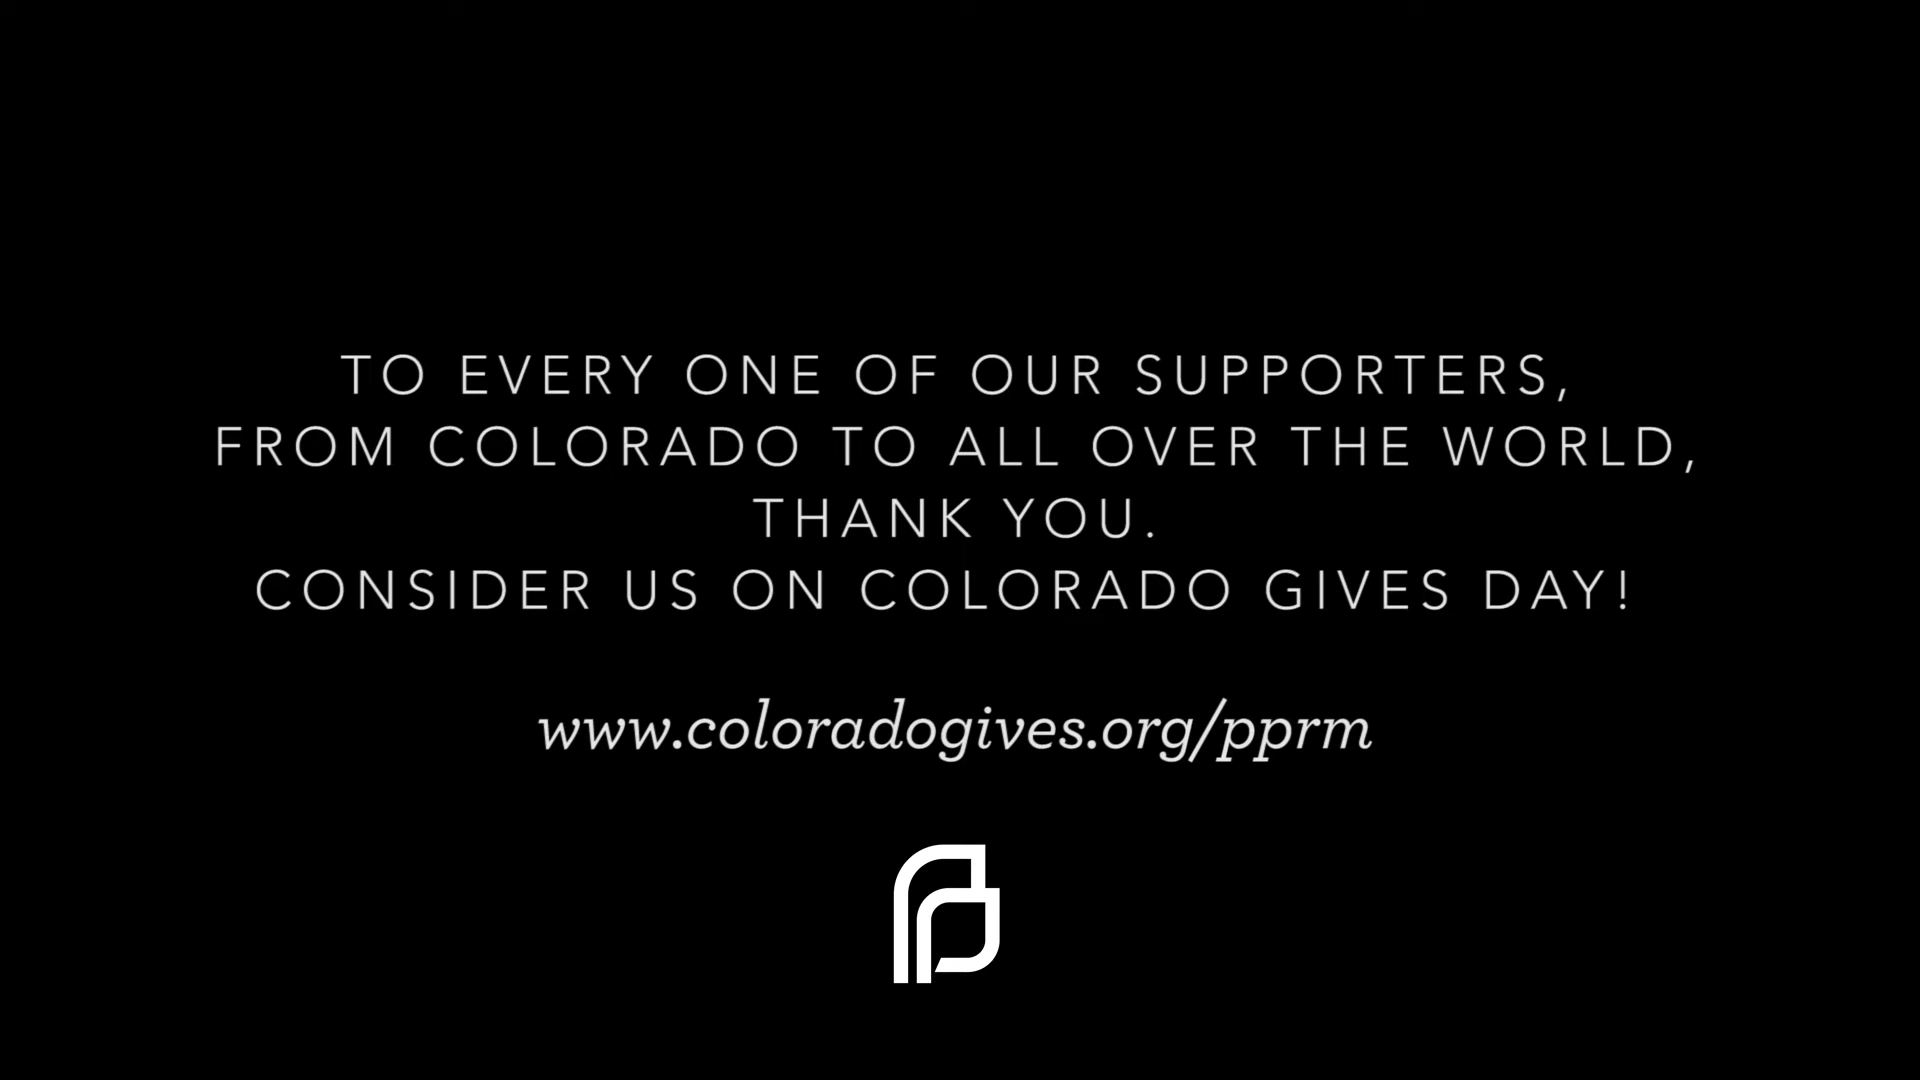 TO EVERY ONE OF OUR SUPPORTERS,
FROM COLORADO TO ALL OVER THE WORLD,
THANK YOU.
CONSIDER US ON COLORADO GIVES DAY!
www.coloradogives.org/pprm